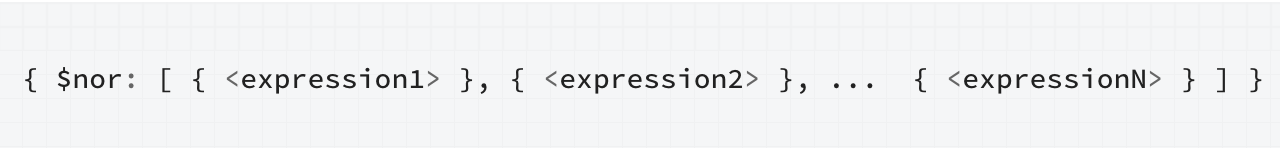 { $nor: [ { <expression1> }, { <expression2> }, ...  { <expressionN> } ] }